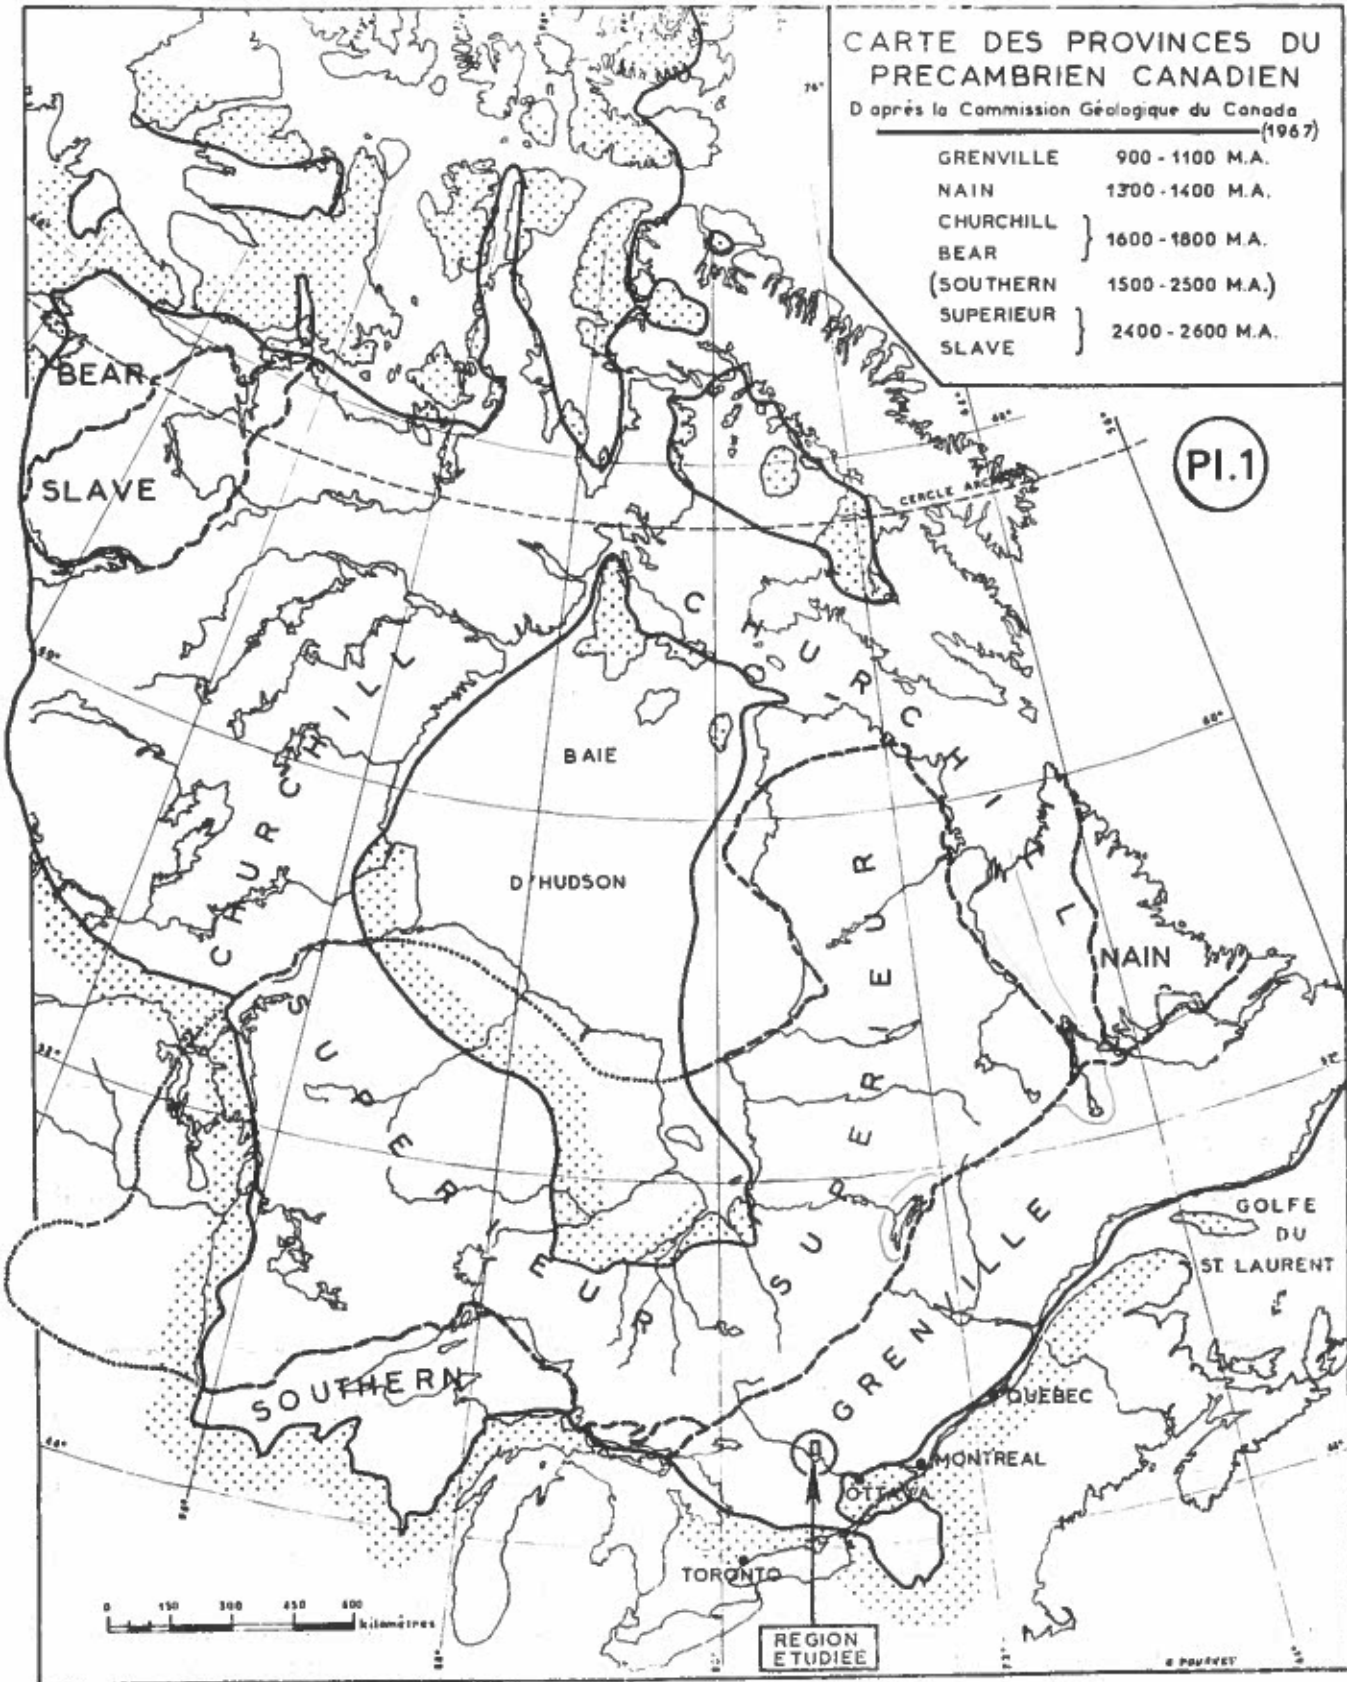 CARTE DES PROVINCES DU
PRECAMBRIEN CANADIEN
D après la Commission Géologique du Canada
(1967)
GRENVILLE 900 - 1100 M.A.
NAIN 1300 - 1400 M.A.
CHURCHILL
BEAR
} 1600 - 1800 M.A.
(SOUTHERN 1500 - 2500 M.A.)
SUPERIEUR
SLAVE
} 2400 - 2600 M.A.
Pl.1
BEAR
SLAVE
CERCLE
CHURCHILL
CHURCHILL
BAIE
D'HUDSON
NAIN
SUPERIEUR
SUPERIEUR
GRENVILLE
SOUTHERN
GOLFE
DU
ST. LAURENT
QUEBEC
MONTREAL
OTTAWA
TORONTO
REGION
ETUDIEE
0 150 300 450 600
kilomètres
60°